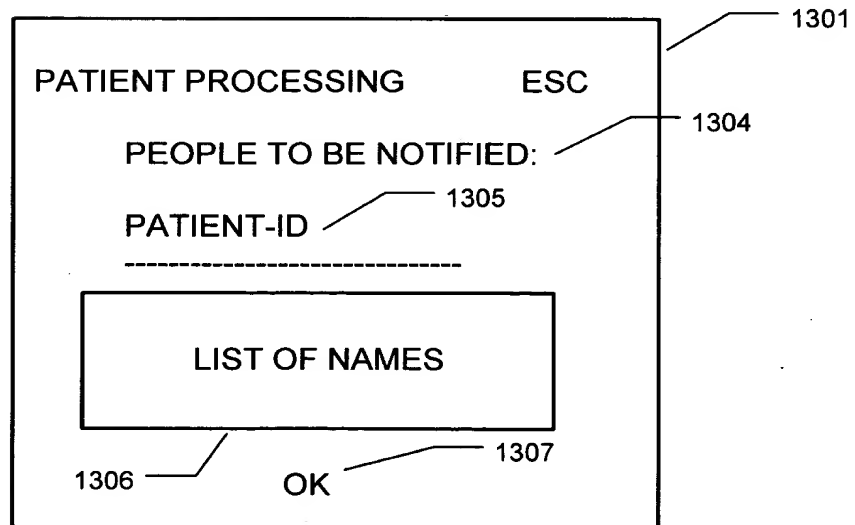 1301
PATIENT PROCESSING ESC
1304
PEOPLE TO BE NOTIFIED:
1305
PATIENT-ID
LIST OF NAMES
1307
1306
OK